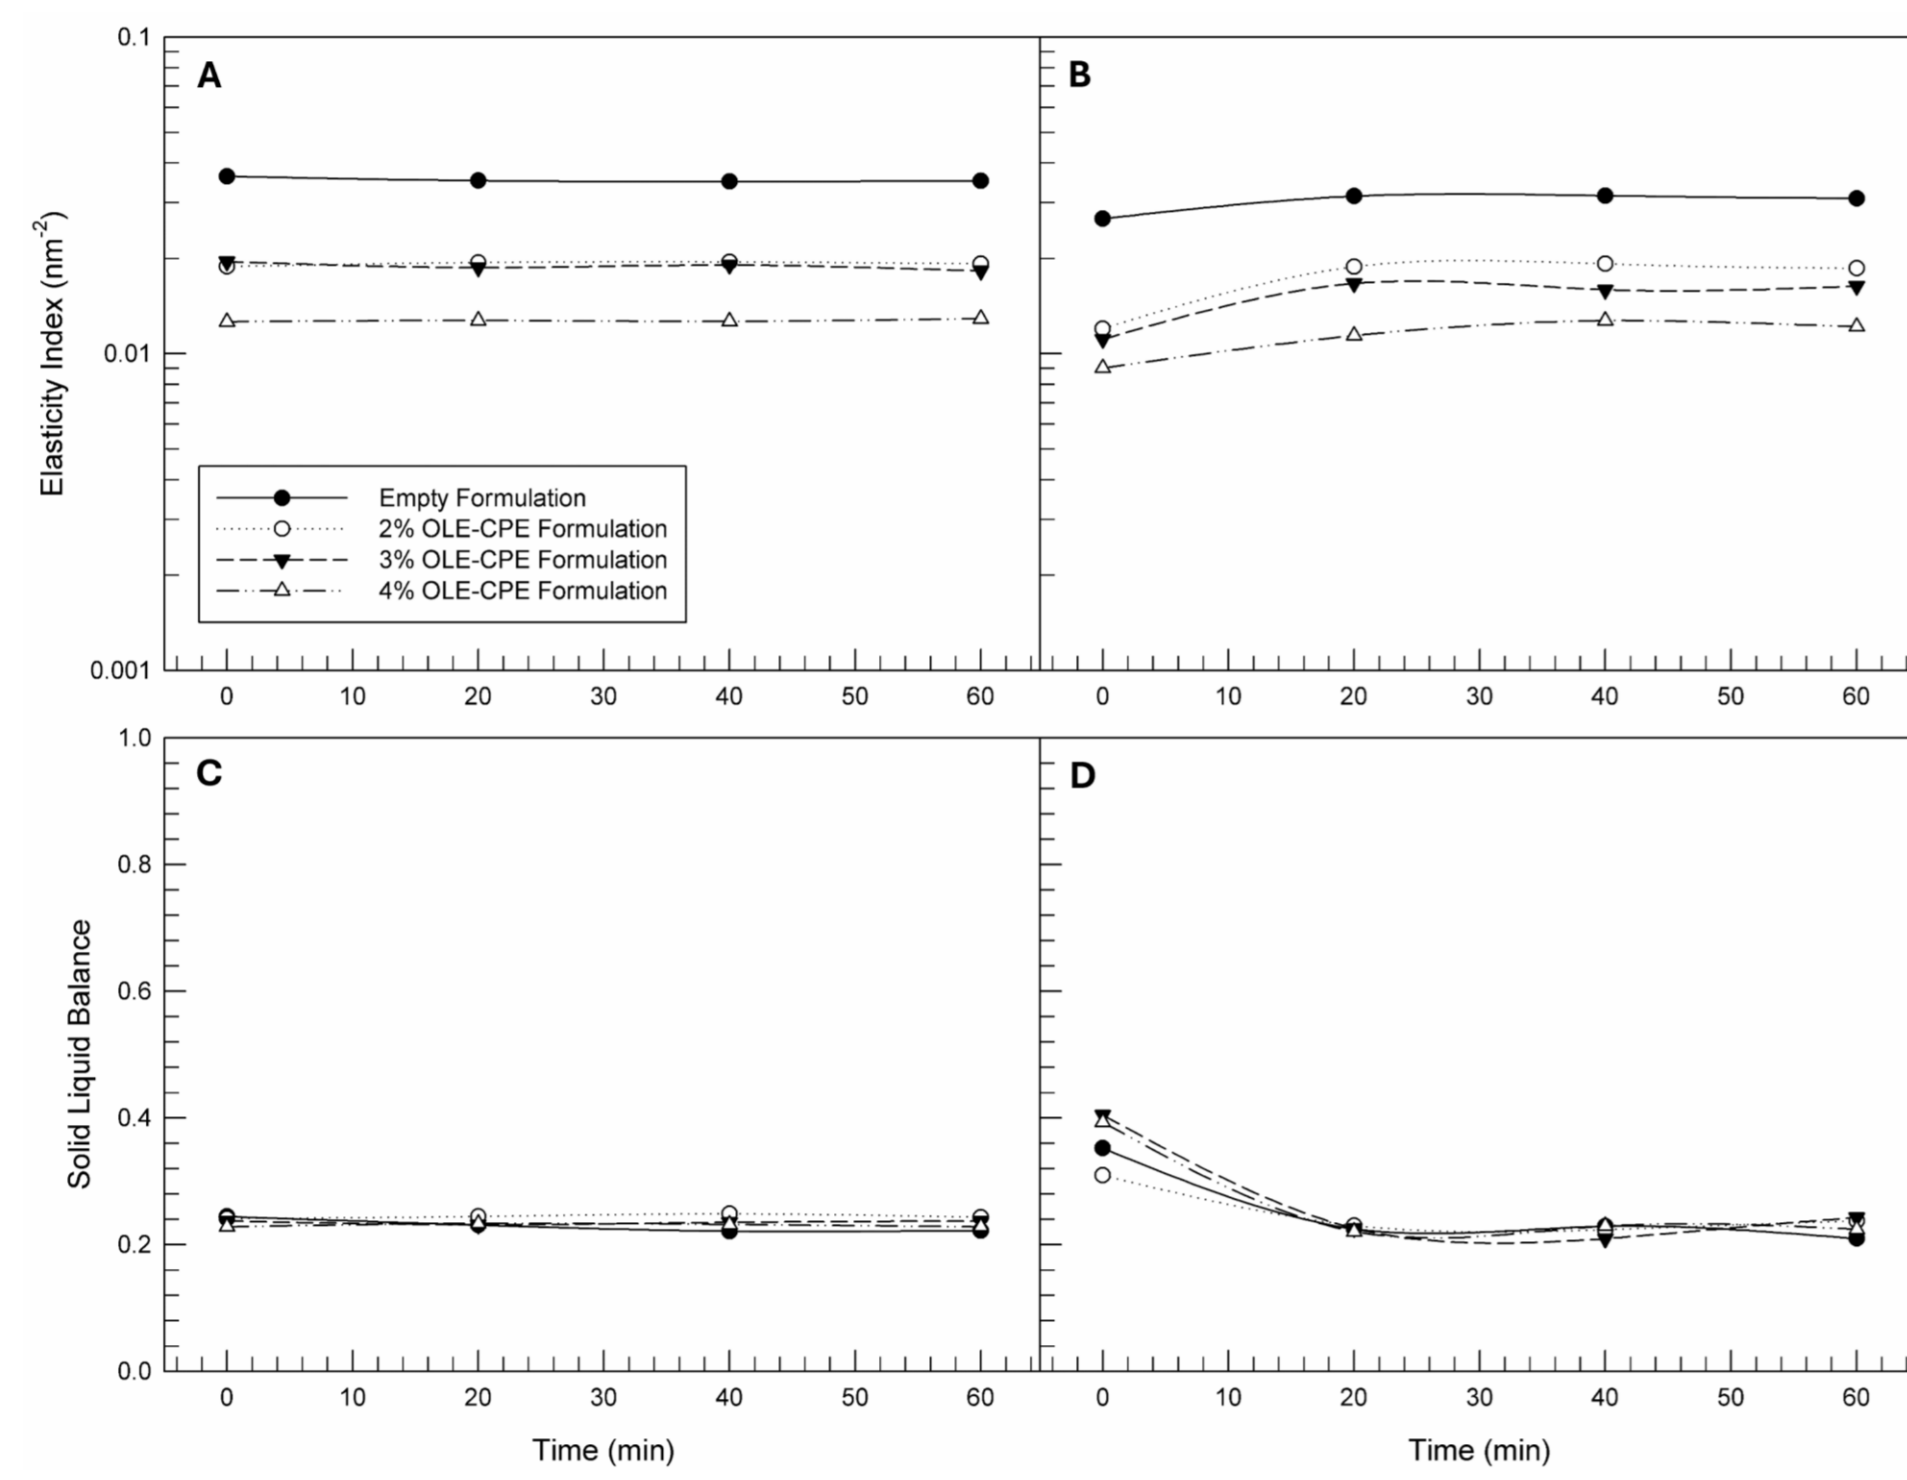 0.1
A
B
Elasticity Index (nm-2)
0.01
Empty Formulation
2% OLE-CPE Formulation
3% OLE-CPE Formulation
4% OLE-CPE Formulation
0.001
0 10 20 30 40 50 60 0 10 20 30 40 50 60
1.0
C
D
0.8
0.6
Solid Liquid Balance
0.4
0.2
0.0
0 10 20 30 40 50 60 0 10 20 30 40 50 60
Time (min) Time (min)